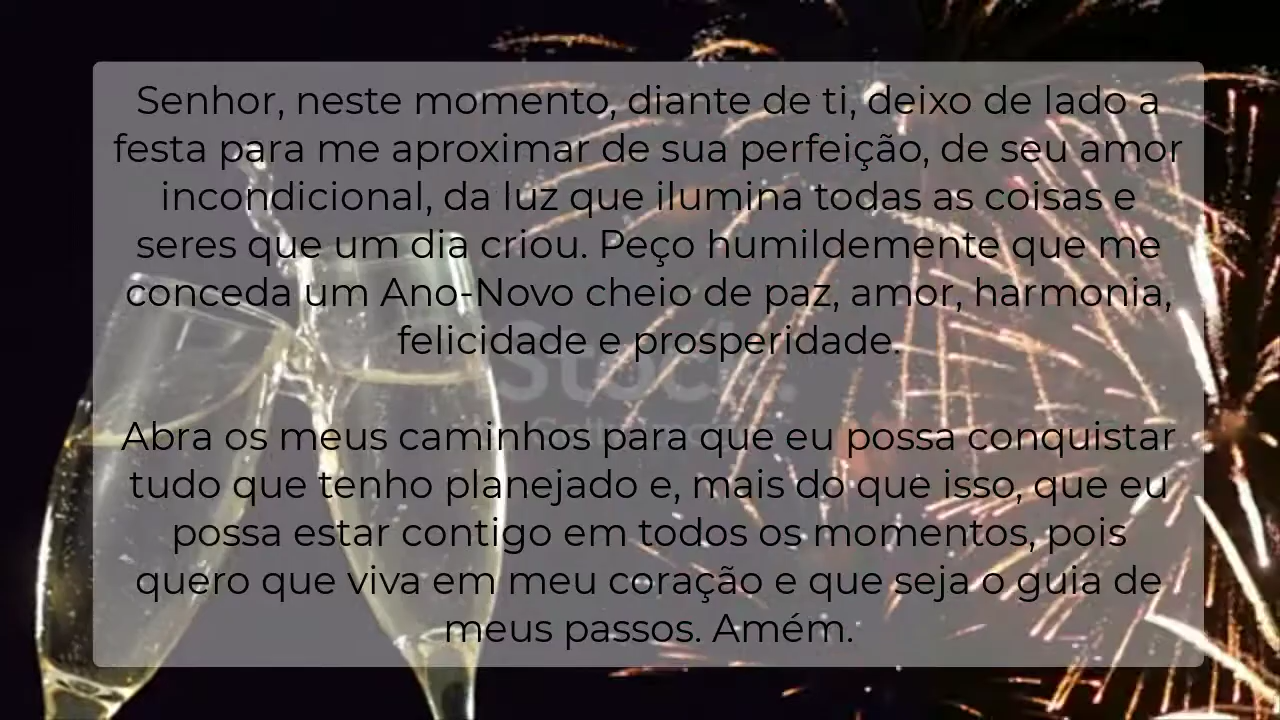 Senhor, neste momento, diante de ti, deixo de lado a
festa para me aproximar de sua perfeição, de seu amor
incondicional, da luz que ilumina todas as coisas e
seres que um dia criou. Peço humildemente que me
conceda um Ano-Novo cheio de paz, amor, harmonia,
felicidade e prosperidade.
Abra os meus caminhos para que eu possa conquistar
tudo que tenho planejado e, mais do que isso, que eu
possa estar contigo em todos os momentos, pois
quero que viva em meu coração e que seja o guia de
meus passos. Amém.